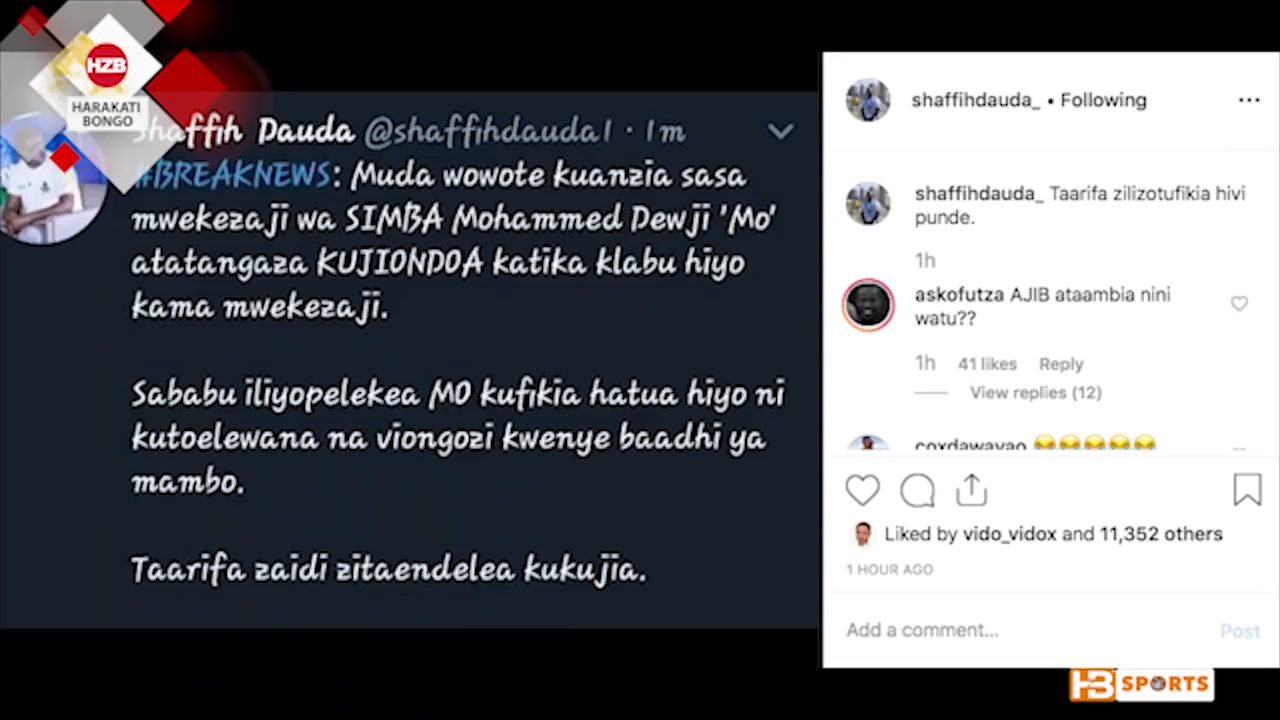 HZB
HARAKATI
BONGO
Shaffih Dauda @shaffihdauda1 · 1m
#BREAKNEWS: Muda wowote kuanzia sasa
mwekezaji wa SIMBA Mohammed Dewji 'Mo'
atatangaza KUJIONDOA katika klabu hiyo
kama mwekezaji.
Sababu iliyopelekea MO kufikia hatua hiyo ni
kutoelewana na viongozi kwenye baadhi ya
mambo.
Taarifa zaidi zitaendelea kukujia.
shaffihdauda_ • Following
shaffihdauda_ Taarifa zilizotufikia hivi
punde.
1h
askofutza AJIB ataambia nini
watu??
1h 41 likes Reply
View replies (12)
coxdawayao 😂😂😂😂😂
Liked by vido_vidox and 11,352 others
1 HOUR AGO
Add a comment... Post
HB SPORTS